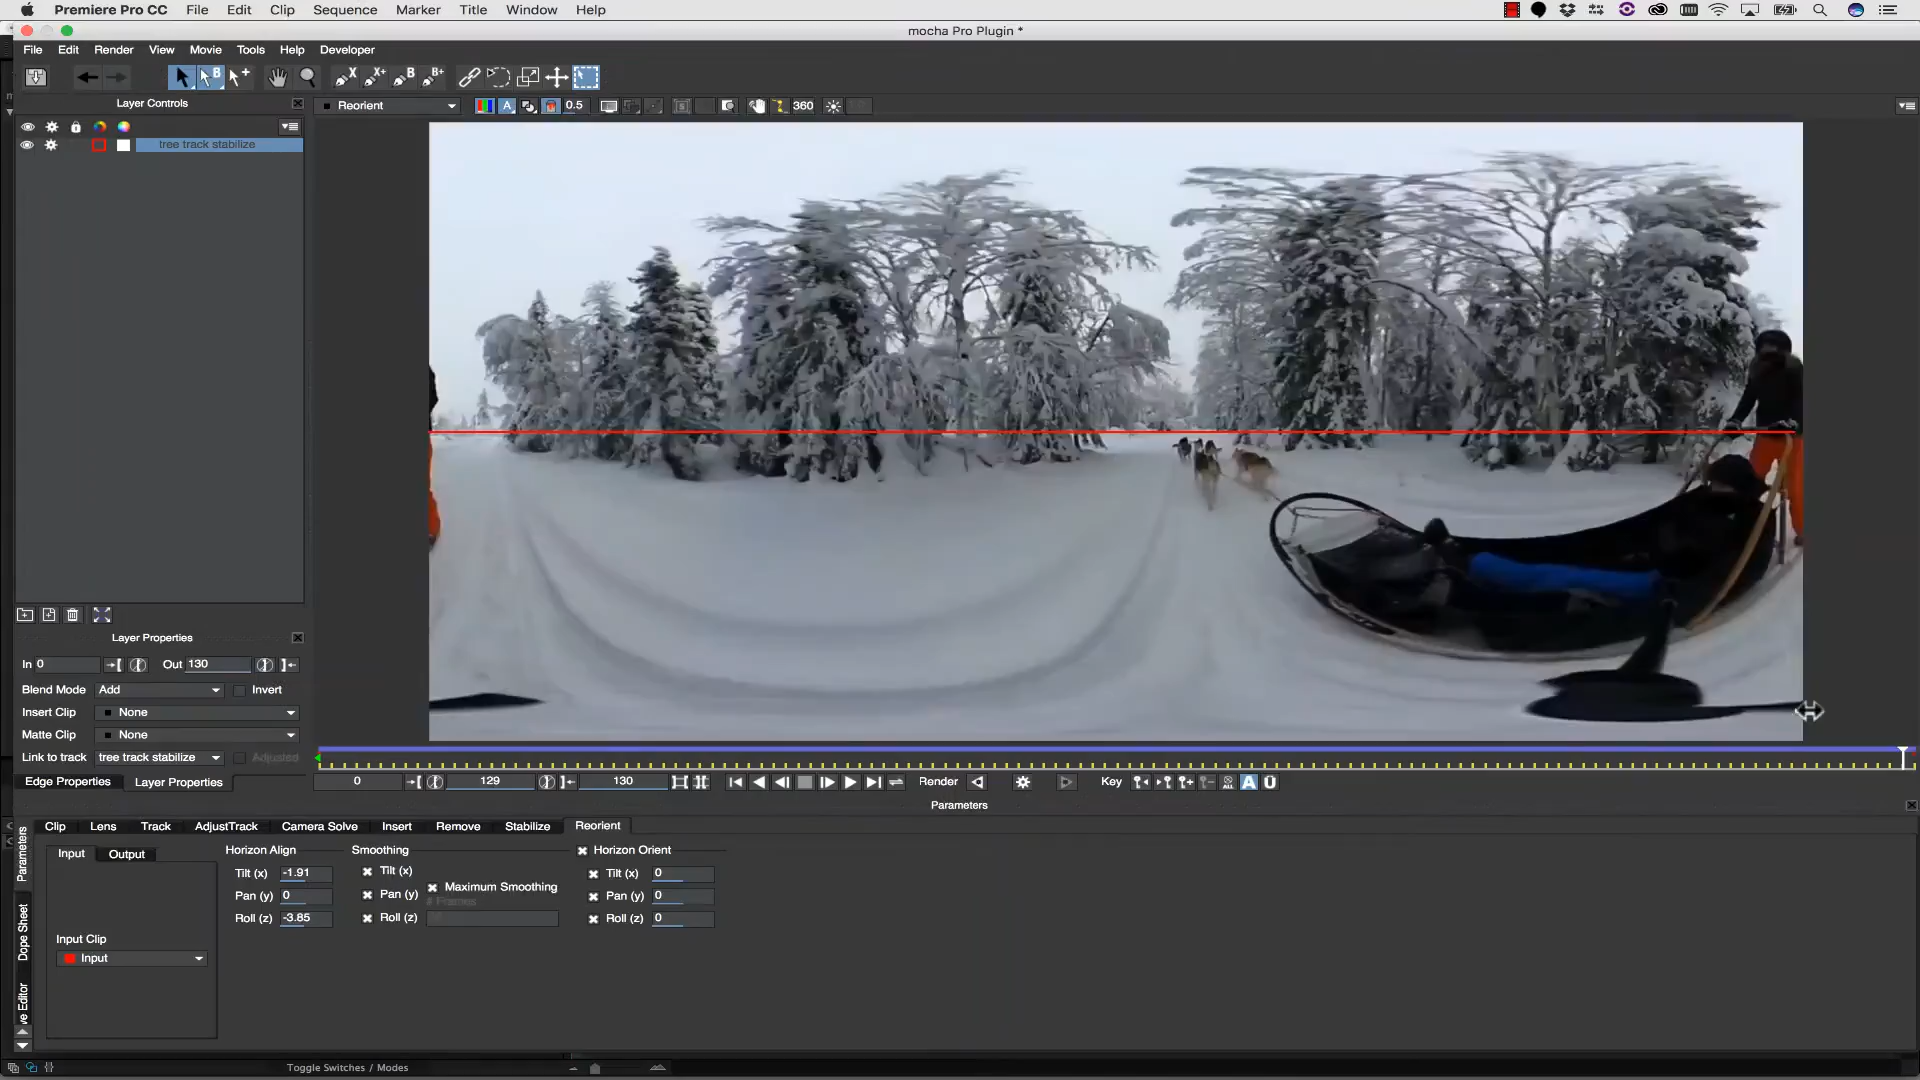 Premiere Pro CC File Edit Clip Sequence Marker Title Window Help
mocha Pro Plugin *
File Edit Render View Movie Tools Help Developer
Layer Controls
Reorient
0.5
360
tree track stabilize
Layer Properties
In 0 Out 130
Blend Mode Add Invert
Insert Clip None
Matte Clip None
Link to track tree track stabilize Adjusted
Edge Properties Layer Properties
0 129 130 Render Key
Parameters
Parameters
Dope Sheet
Clip Lens Track AdjustTrack Camera Solve Insert Remove Stabilize Reorient
Input Output
Input Clip
Input
Horizon Align Smoothing Horizon Orient
Tilt (x) -1.91 Tilt (x) Tilt (x) 0
Maximum Smoothing
Pan (y) 0 Pan (y) Pan (y) 0
# Frames
Roll (z) -3.85 Roll (z) Roll (z) 0
Toggle Switches / Modes